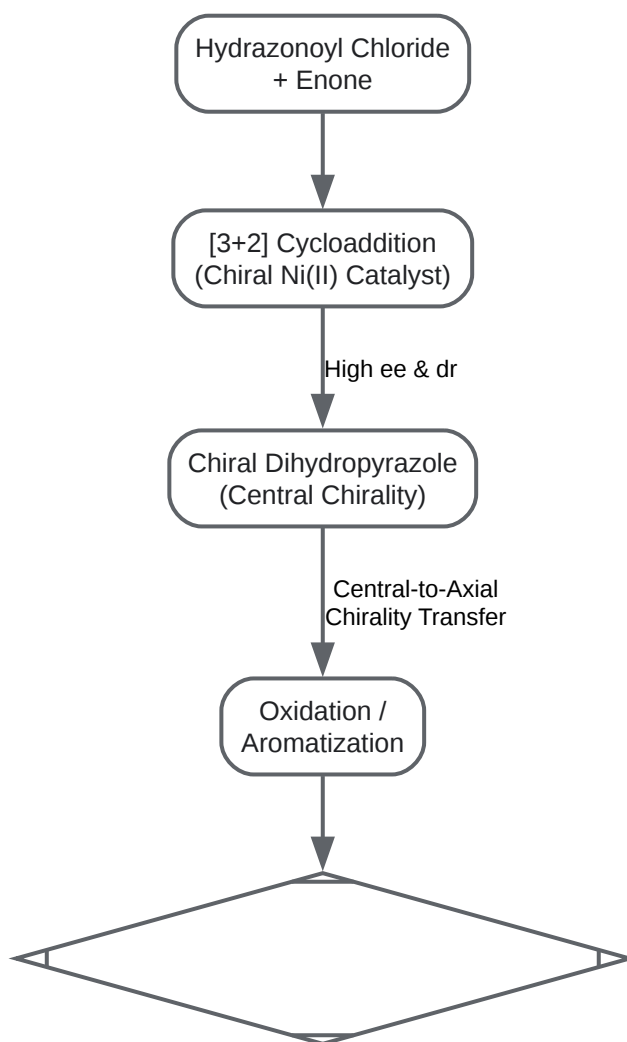 Hydrazonoyl Chloride
+ Enone
[3+2] Cycloaddition
(Chiral Ni(II) Catalyst)
High ee & dr
Chiral Dihydropyrazole
(Central Chirality)
Central-to-Axial
Chirality Transfer
Oxidation /
Aromatization